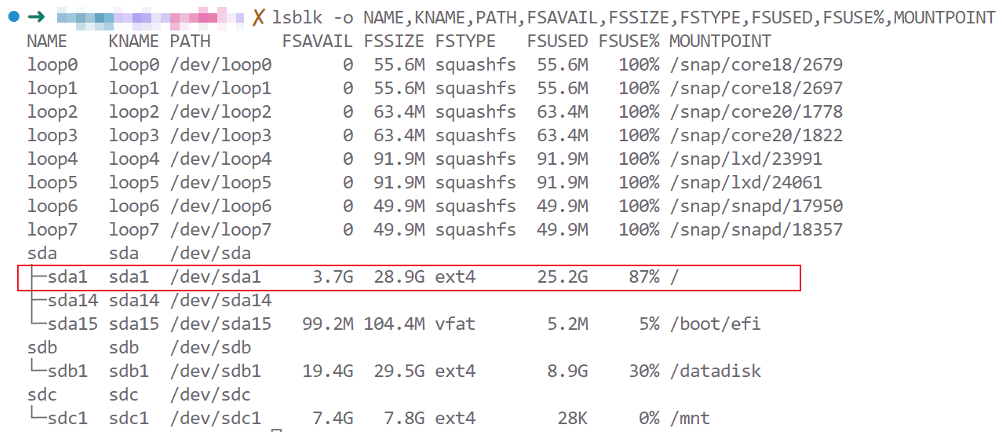 lsblk -o NAME,KNAME,PATH,FSAVAIL,FSSIZE,FSTYPE,FSUSED,FSUSE%,MOUNTPOINT
NAME KNAME PATH FSAVAIL FSSIZE FSTYPE FSUSED FSUSE% MOUNTPOINT
loop0 loop0 /dev/loop0 0 55.6M squashfs 55.6M 100% /snap/core18/2679
loop1 loop1 /dev/loop1 0 55.6M squashfs 55.6M 100% /snap/core18/2697
loop2 loop2 /dev/loop2 0 63.4M squashfs 63.4M 100% /snap/core20/1778
loop3 loop3 /dev/loop3 0 63.4M squashfs 63.4M 100% /snap/core20/1822
loop4 loop4 /dev/loop4 0 91.9M squashfs 91.9M 100% /snap/lxd/23991
loop5 loop5 /dev/loop5 0 91.9M squashfs 91.9M 100% /snap/lxd/24061
loop6 loop6 /dev/loop6 0 49.9M squashfs 49.9M 100% /snap/snapd/17950
loop7 loop7 /dev/loop7 0 49.9M squashfs 49.9M 100% /snap/snapd/18357
sda sda /dev/sda
├─sda1 sda1 /dev/sda1 3.7G 28.9G ext4 25.2G 87% /
├─sda14 sda14 /dev/sda14
└─sda15 sda15 /dev/sda15 99.2M 104.4M vfat 5.2M 5% /boot/efi
sdb sdb /dev/sdb
└─sdb1 sdb1 /dev/sdb1 19.4G 29.5G ext4 8.9G 30% /datadisk
sdc sdc /dev/sdc
└─sdc1 sdc1 /dev/sdc1 7.4G 7.8G ext4 28K 0% /mnt